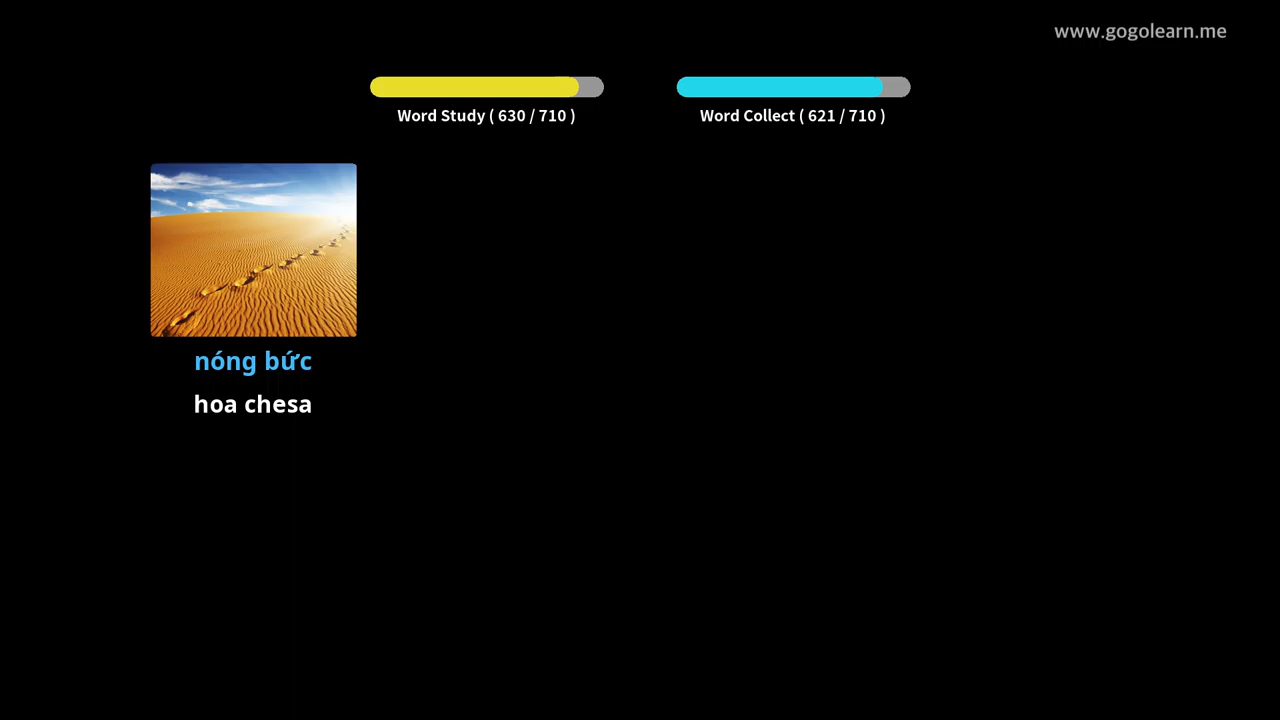 www.gogolearn.me
Word Study ( 630 / 710 )
Word Collect ( 621 / 710 )
nóng bức
hoa chesa